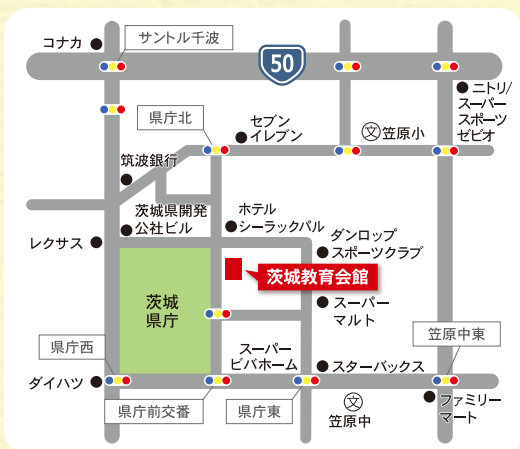 コナカ
サントル千波
50
ニトリ/
スーパー
スポーツ
ゼビオ
県庁北
セブン
イレブン
文
笠原小
筑波銀行
茨城県開発
公社ビル
ホテル
シーラックパル
レクサス
ダンロップ
スポーツクラブ
茨城教育会館
茨城
県庁
スーパー
マルト
県庁西
スーパー
ビバホーム
笠原中東
スターバックス
ダイハツ
県庁前交番
県庁東
文
笠原中
ファミリー
マート